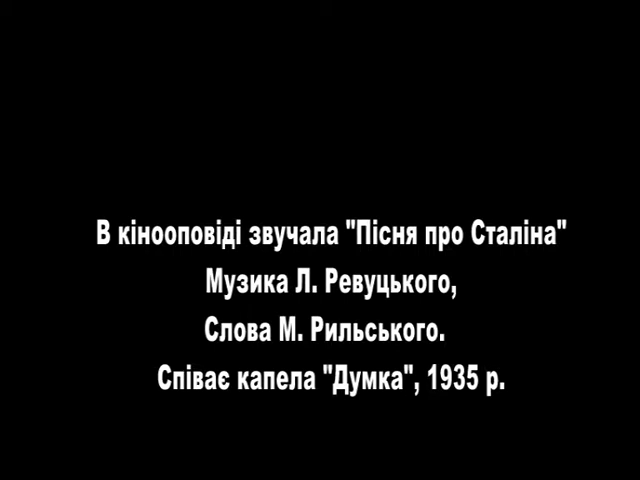 В кінооповіді звучала "Пісня про Сталіна"
Музика Л. Ревуцького,
Слова М. Рильського.
Співає капела "Думка", 1935 р.